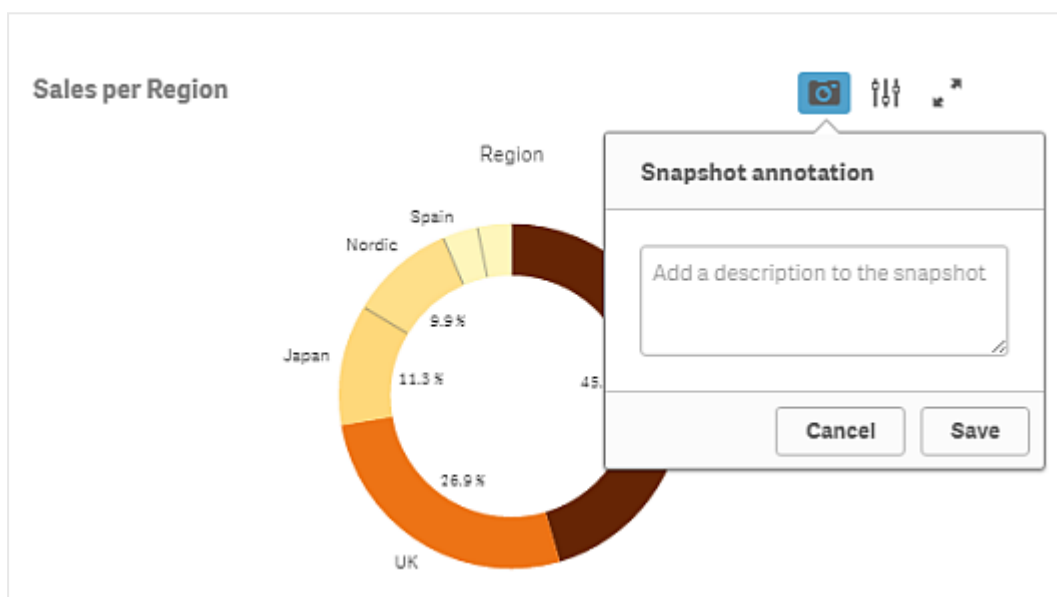 Sales per Region
Region
Snapshot annotation
Spain
Nordic
Add a description to the snapshot
9.9%
Japan
11.3%
45.
Cancel
Save
26.9%
UK